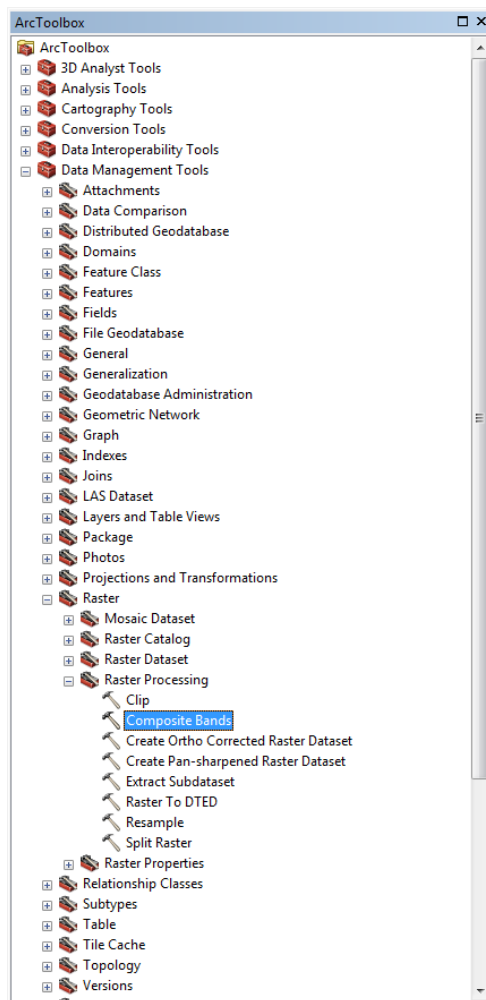 ArcToolbox
ArcToolbox
3D Analyst Tools
Analysis Tools
Cartography Tools
Conversion Tools
Data Interoperability Tools
Data Management Tools
Attachments
Data Comparison
Distributed Geodatabase
Domains
Feature Class
Features
Fields
File Geodatabase
General
Generalization
Geodatabase Administration
Geometric Network
Graph
Indexes
Joins
LAS Dataset
Layers and Table Views
Package
Photos
Projections and Transformations
Raster
Mosaic Dataset
Raster Catalog
Raster Dataset
Raster Processing
Clip
Composite Bands
Create Ortho Corrected Raster Dataset
Create Pan-sharpened Raster Dataset
Extract Subdataset
Raster To DTED
Resample
Split Raster
Raster Properties
Relationship Classes
Subtypes
Table
Tile Cache
Topology
Versions